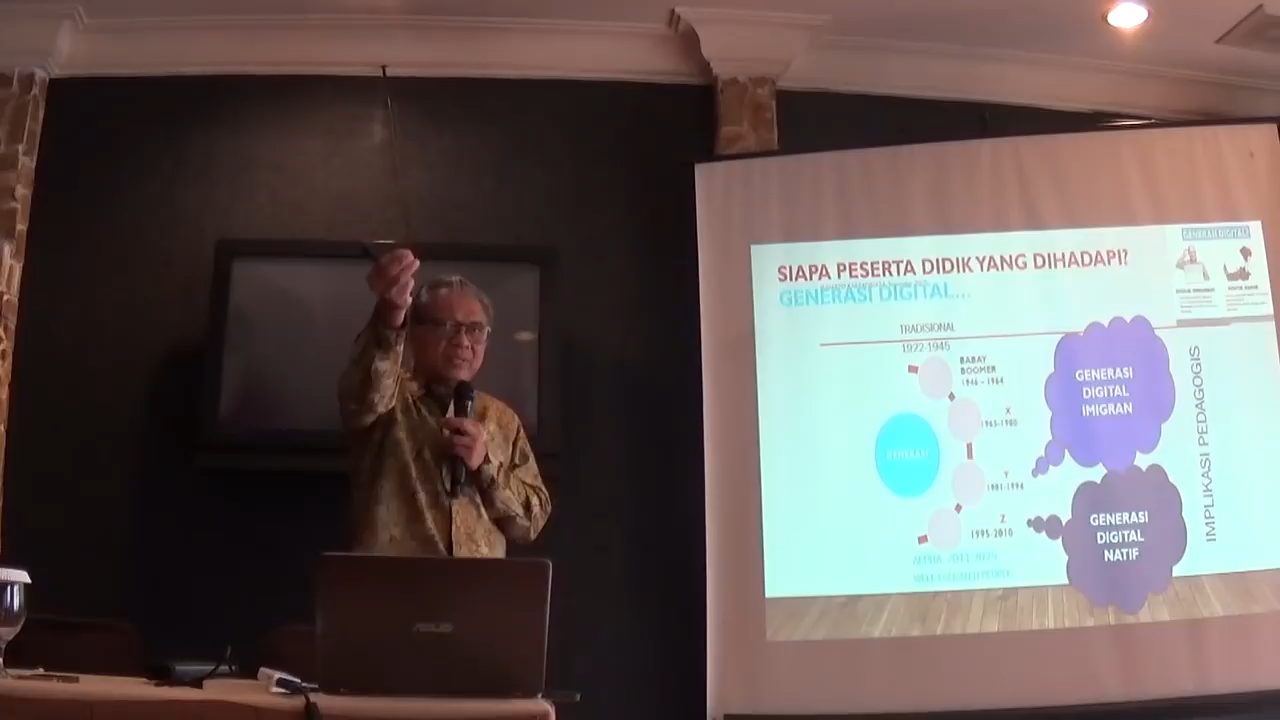 SIAPA PESERTA DIDIK YANG DIHADAPI?
GENERASI DIGITAL...
GENERASI DIGITAL
TRADISIONAL
1922-1945
BABAY
BOOMER
1946 - 1964
X
1965-1980
Y
1981-1994
Z
1995-2010
GENERASI
GENERASI
DIGITAL
IMIGRAN
GENERASI
DIGITAL
NATIF
IMPLIKASI PEDAGOGIS
ASUS